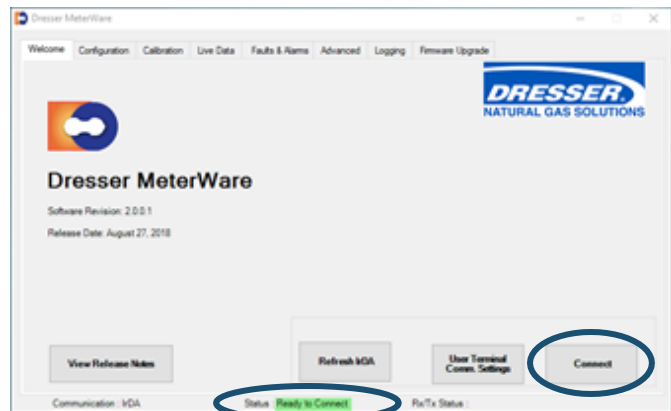 Dresser MeterWare
Welcome Configuration Calibration Live Data Faults & Alarms Advanced Logging Firmware Upgrade
DRESSER.
NATURAL GAS SOLUTIONS
Dresser MeterWare
Software Revision: 2.0.0.1
Release Date: August 27, 2018
View Release Notes
Refresh IrDA
User Terminal
Comm. Settings
Connect
Communication : IrDA
Status Ready to Connect
Rx/Tx Status :